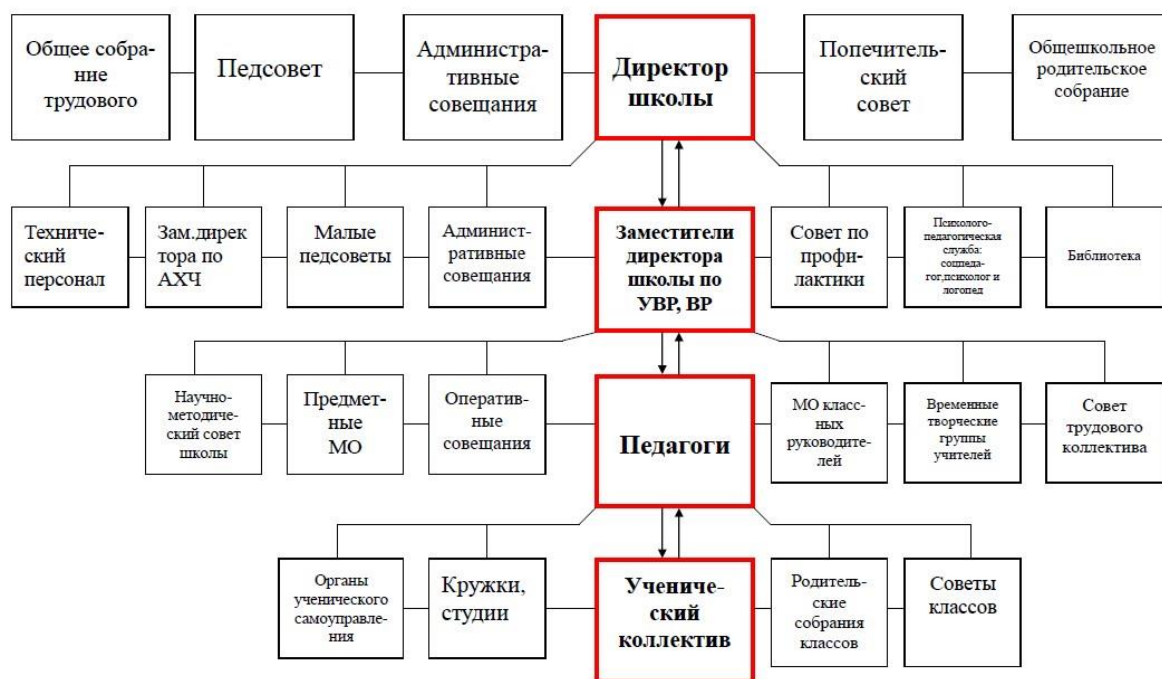 Общее собра-
ние
трудового
Педсовет
Администра-
тивные
совещания
Директор
школы
Попечитель-
ский
совет
Общешкольное
родительское
собрание
Техниче-
ский
персонал
Зам.дирек
тора по
АХЧ
Малые
педсоветы
Админист-
ративные
совещания
Заместители
директора
школы по
УВР, ВР
Совет по
профи-
лактики
Психолого-
педагогическая
служба:
соцпеда-
гог,психолог и
логопед
Библиотека
Научно-
методиче-
ский совет
школы
Предмет-
ные
МО
Оператив-
ные
совещания
Педагоги
МО класс-
ных
руководите-
лей
Временные
творческие
группы
учителей
Совет
трудового
коллектива
Органы
ученического
самоуправле-
ния
Кружки,
студии
Учениче-
ский
коллектив
Родитель-
ские
собрания
классов
Советы
классов